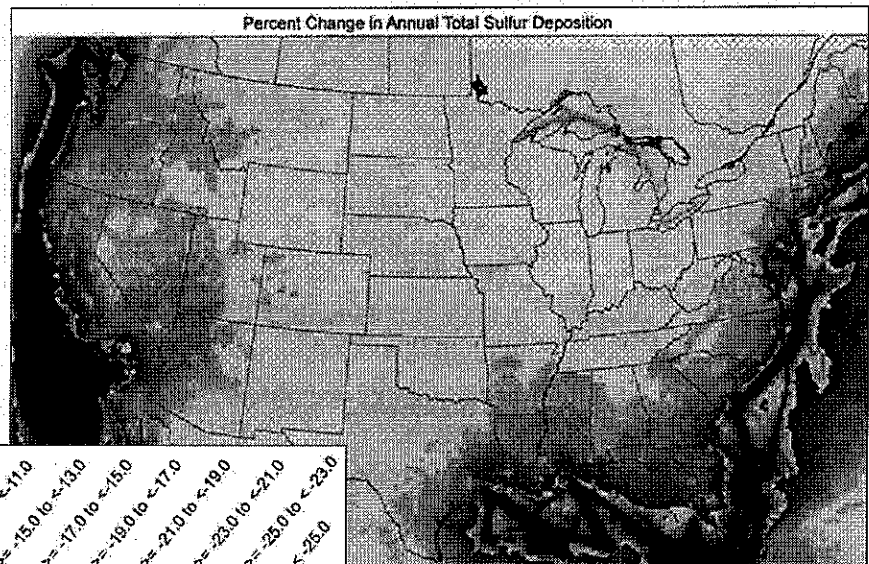 Percent Change in Annual Total Sulfur Deposition
<-11.0
>= -15.0 to <-13.0
>= -17.0 to <-15.0
>= -19.0 to <-17.0
>= -21.0 to <-19.0
>= -23.0 to <-21.0
>= -25.0 to <-23.0
< -25.0